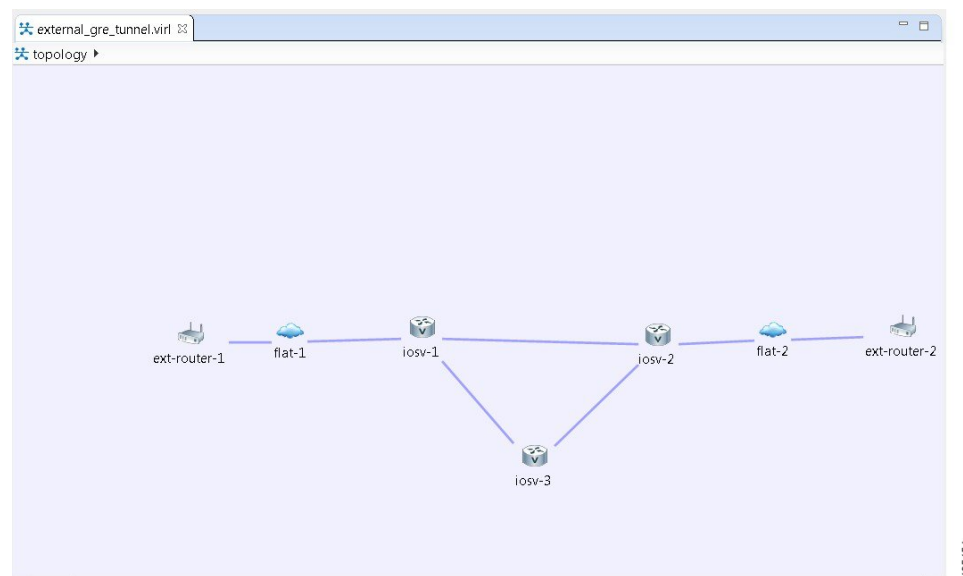 external_gre_tunnel.virl
topology
ext-router-1
flat-1
iosv-1
iosv-2
flat-2
ext-router-2
iosv-3